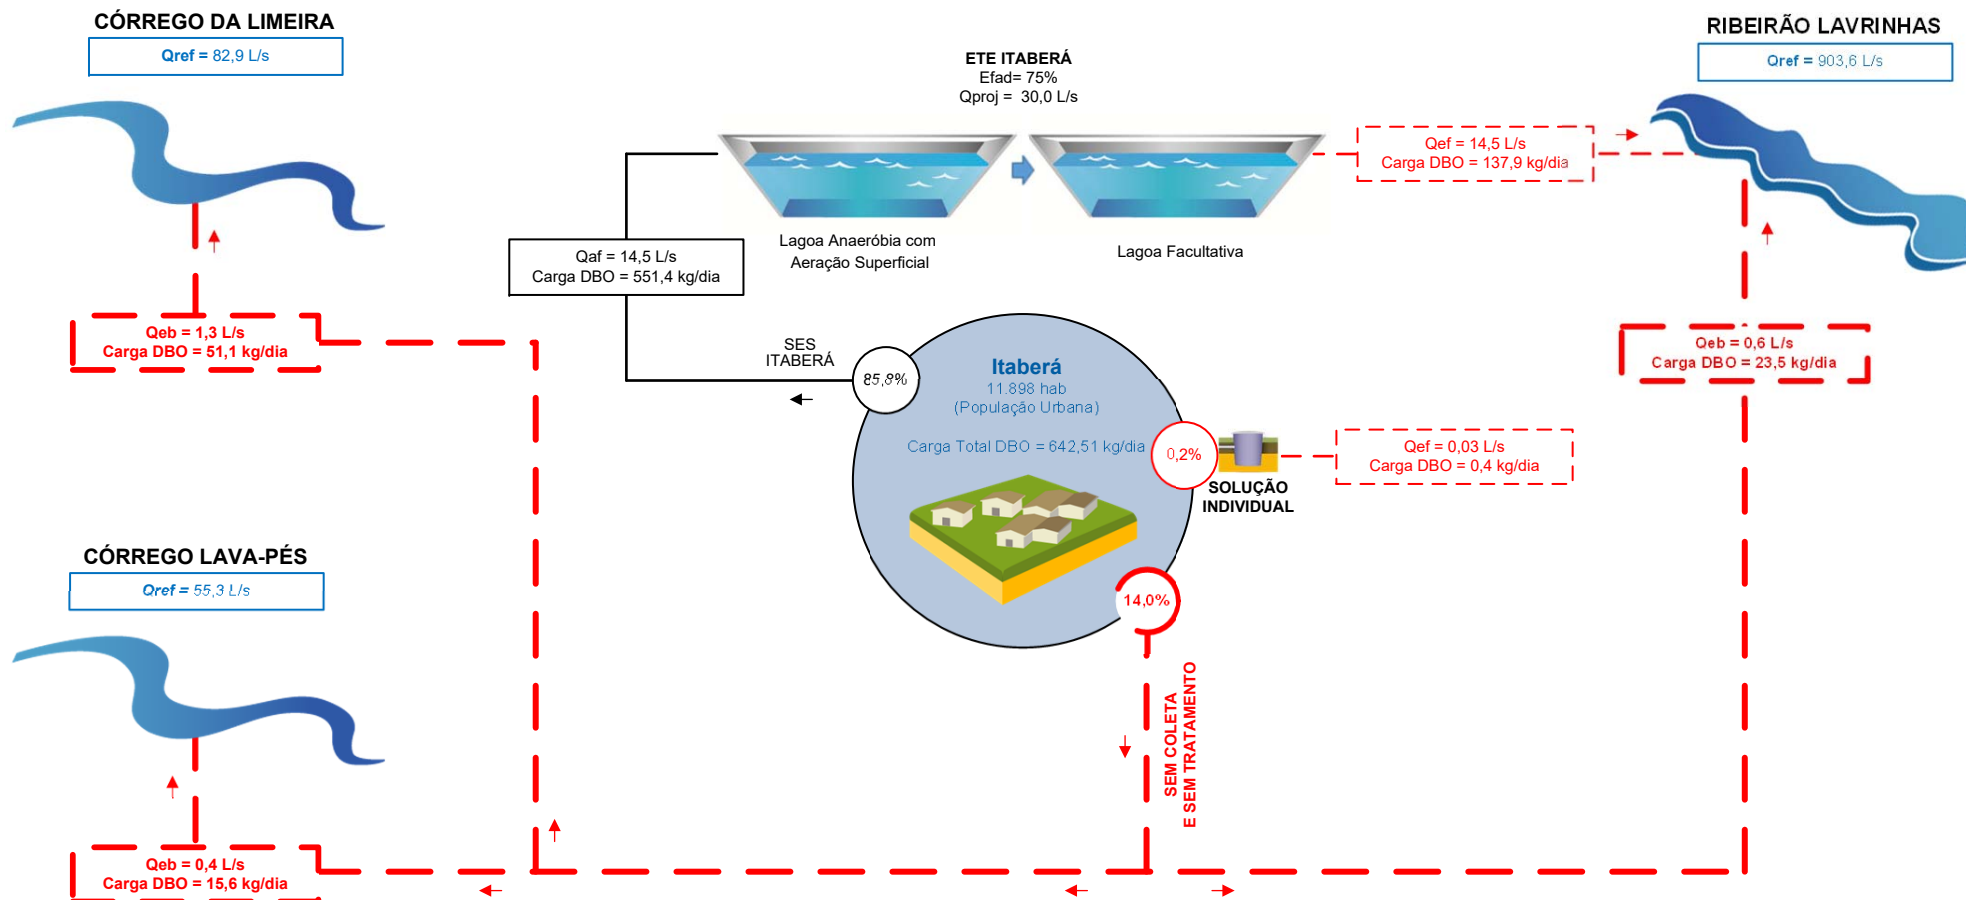 CÓRREGO DA LIMEIRA
Qref = 82,9 L/s
ETE ITABERÁ
Efad= 75%
Qproj = 30,0 L/s
RIBEIRÃO LAVRINHAS
Qref = 903,6 L/s
Qef = 14,5 L/s
Carga DBO = 137,9 kg/dia
Lagoa Anaeróbia com
Aeração Superficial
Lagoa Facultativa
Qaf = 14,5 L/s
Carga DBO = 551,4 kg/dia
Qeb = 1,3 L/s
Carga DBO = 51,1 kg/dia
SES
ITABERÁ
85,8%
Itaberá
11.898 hab
(População Urbana)
Carga Total DBO = 642,51 kg/dia
0,2%
SOLUÇÃO
INDIVIDUAL
Qef = 0,03 L/s
Carga DBO = 0,4 kg/dia
Qeb = 0,6 L/s
Carga DBO = 23,5 kg/dia
14,0%
SEM COLETA
E SEM TRATAMENTO
CÓRREGO LAVA-PÉS
Qref = 55,3 L/s
Qeb = 0,4 L/s
Carga DBO = 15,6 kg/dia